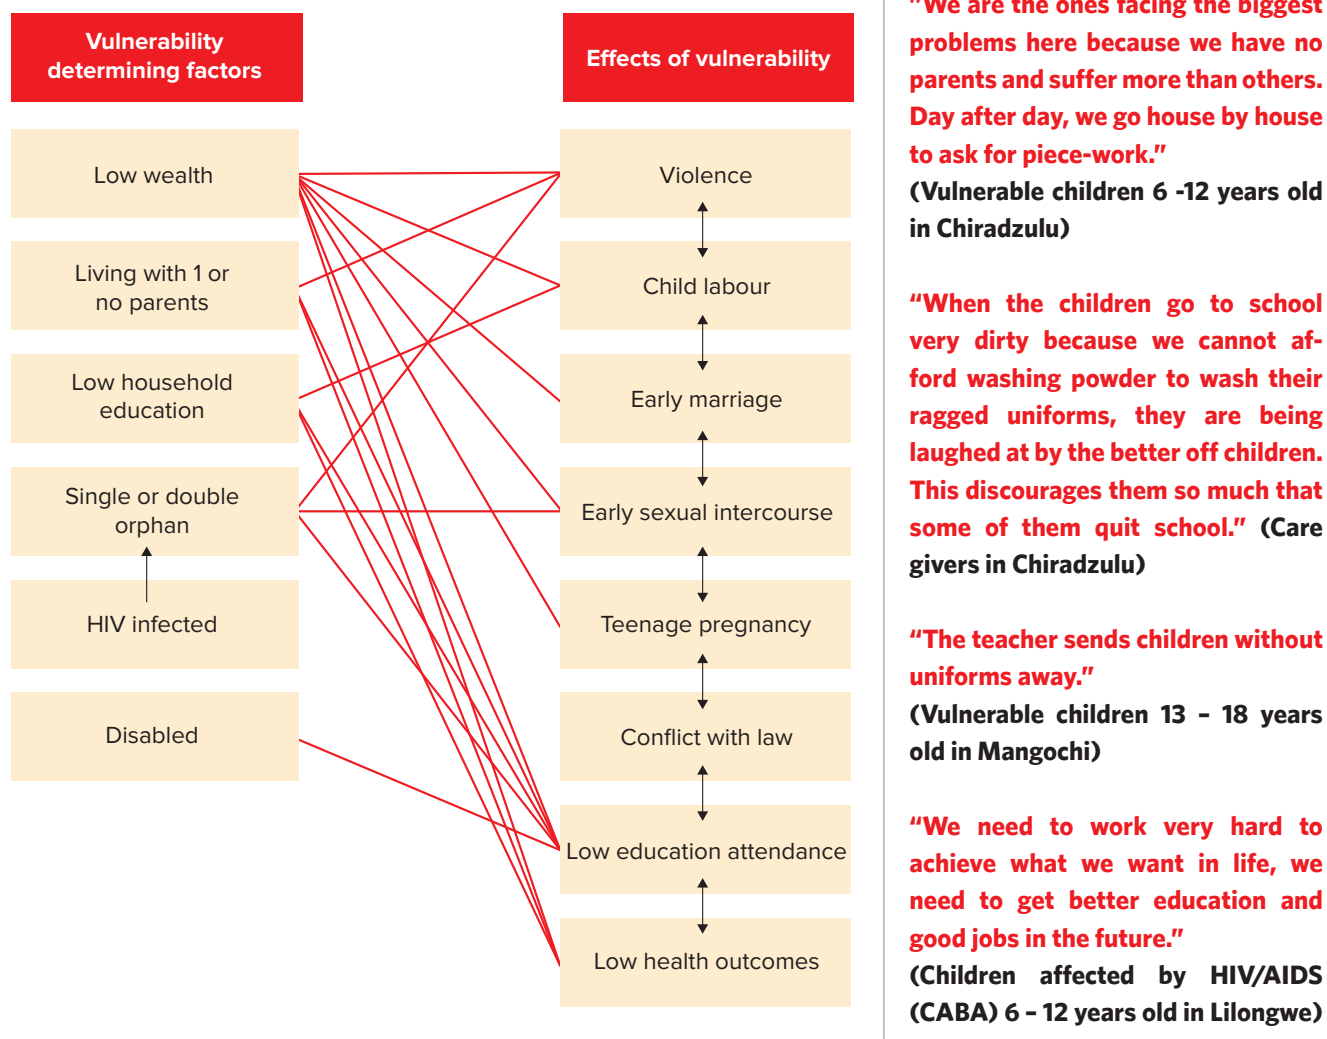 Vulnerability
determining factors
Effects of vulnerability
Low wealth
Living with 1 or
no parents
Low household
education
Single or double
orphan
HIV infected
Disabled
Violence
Child labour
Early marriage
Early sexual intercourse
Teenage pregnancy
Conflict with law
Low education attendance
Low health outcomes
"We are the ones facing the biggest
problems here because we have no
parents and suffer more than others.
Day after day, we go house by house
to ask for piece-work.”
(Vulnerable children 6 -12 years old
in Chiradzulu)
“When the children go to school
very dirty because we cannot af-
ford washing powder to wash their
ragged uniforms, they are being
laughed at by the better off children.
This discourages them so much that
some of them quit school.” (Care
givers in Chiradzulu)
“The teacher sends children without
uniforms away.”
(Vulnerable children 13 – 18 years
old in Mangochi)
“We need to work very hard to
achieve what we want in life, we
need to get better education and
good jobs in the future.”
(Children affected by HIV/AIDS
(CABA) 6 – 12 years old in Lilongwe)